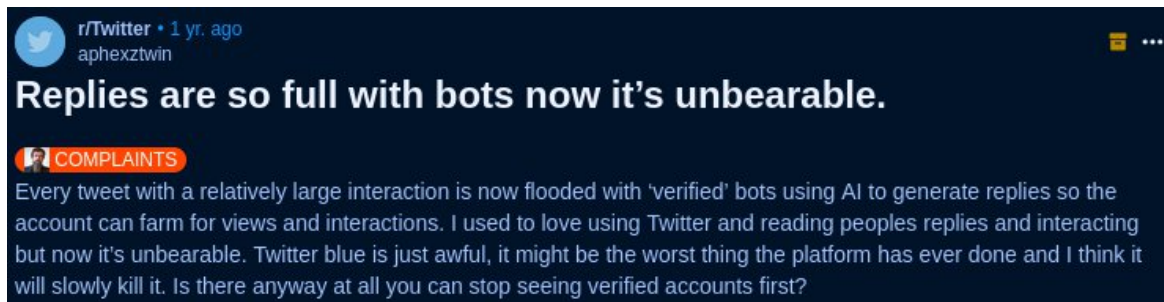 r/Twitter • 1 yr. ago
aphexztwin
Replies are so full with bots now it’s unbearable.
COMPLAINTS
Every tweet with a relatively large interaction is now flooded with ‘verified’ bots using AI to generate replies so the
account can farm for views and interactions. I used to love using Twitter and reading peoples replies and interacting
but now it’s unbearable. Twitter blue is just awful, it might be the worst thing the platform has ever done and I think it
will slowly kill it. Is there anyway at all you can stop seeing verified accounts first?